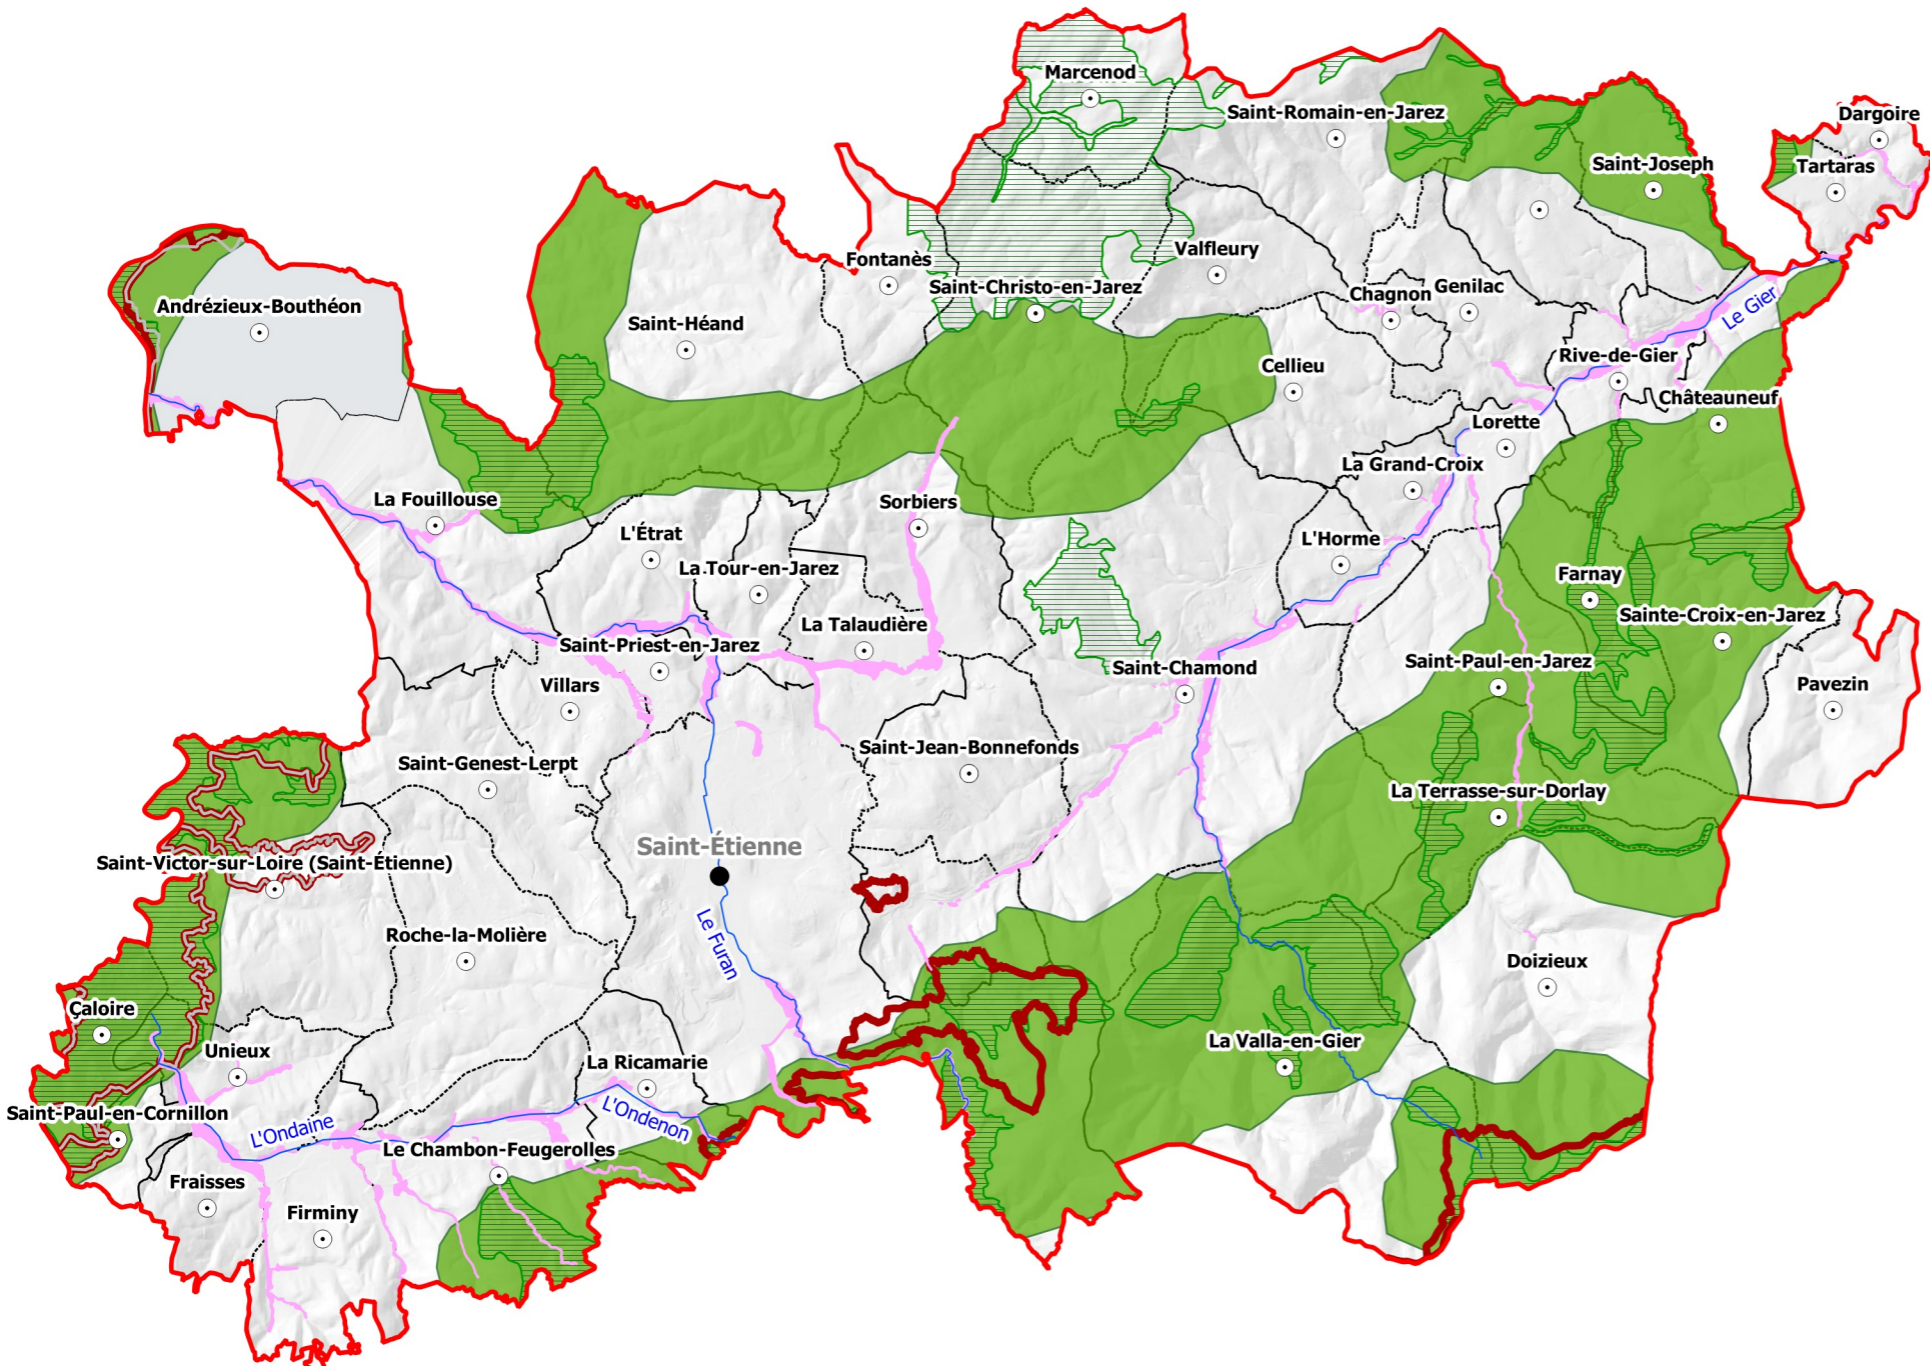 Marcenod
Saint-Romain-en-Jarez
Dargoire
Saint-Joseph
Tartaras
Valfleury
Fontanès
Saint-Christo-en-Jarez
Chagnon
Genilac
Andrézieux-Bouthéon
Le Gier
Saint-Héand
Rive-de-Gier
Cellieu
Châteauneuf
Lorette
La Grand-Croix
La Fouillouse
Sorbiers
L'Étrat
L'Horme
La Tour-en-Jarez
Farnay
Sainte-Croix-en-Jarez
La Talaudière
Saint-Priest-en-Jarez
Saint-Paul-en-Jarez
Saint-Chamond
Villars
Pavezin
Saint-Jean-Bonnefonds
Saint-Genest-Lerpt
La Terrasse-sur-Dorlay
Saint-Étienne
Saint-Victor-sur-Loire (Saint-Étienne)
Roche-la-Molière
Le Furan
Doizieux
Çaloire
Unieux
La Valla-en-Gier
La Ricamarie
Saint-Paul-en-Cornillon
L'Ondenon
L'Ondaine
Le Chambon-Feugerolles
Fraisses
Firminy